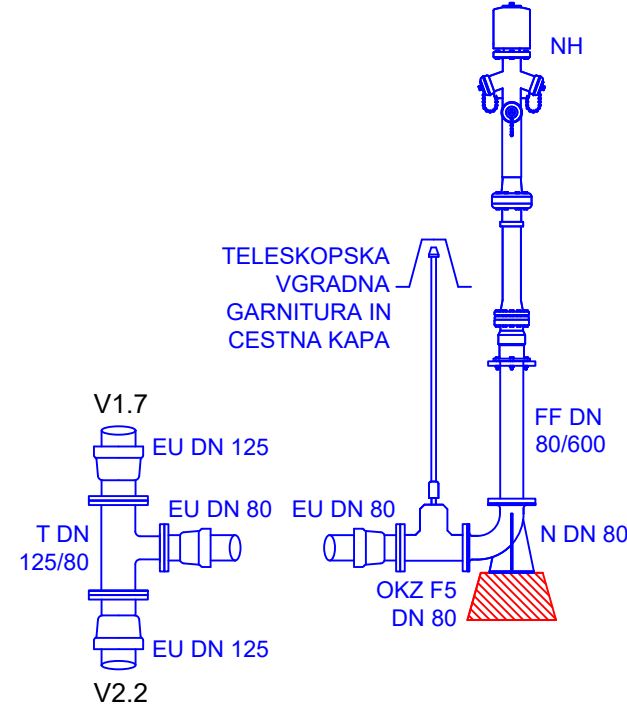 NH
TELESKOPSKA
VGRADNA
GARNITURA IN
CESTNA KAPA
V1.7
EU DN 125
FF DN
80/600
EU DN 80
EU DN 80
T DN
125/80
N DN 80
OKZ F5
DN 80
EU DN 125
V2.2